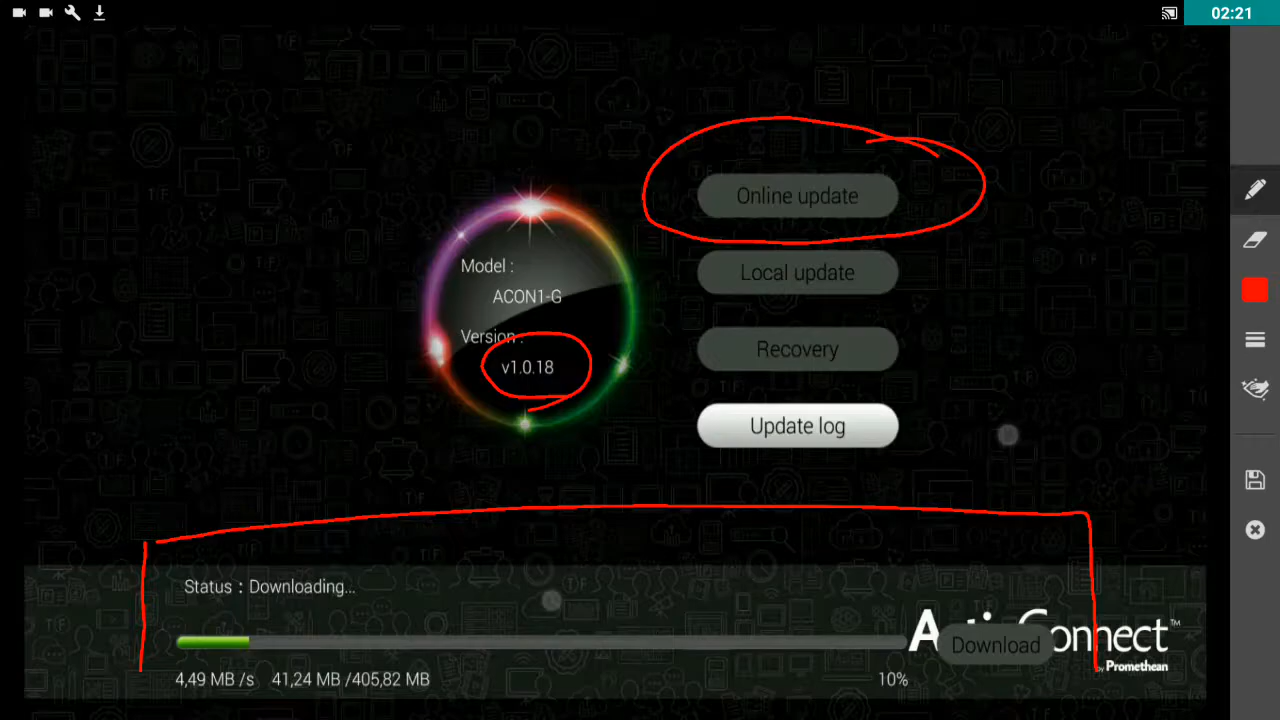 02:21
Online update
Model :
Local update
ACON1-G
Version :
Recovery
v1.0.18
Update log
Status : Downloading...
Download
by Promethean
4,49 MB /s 41,24 MB /405,82 MB 10%